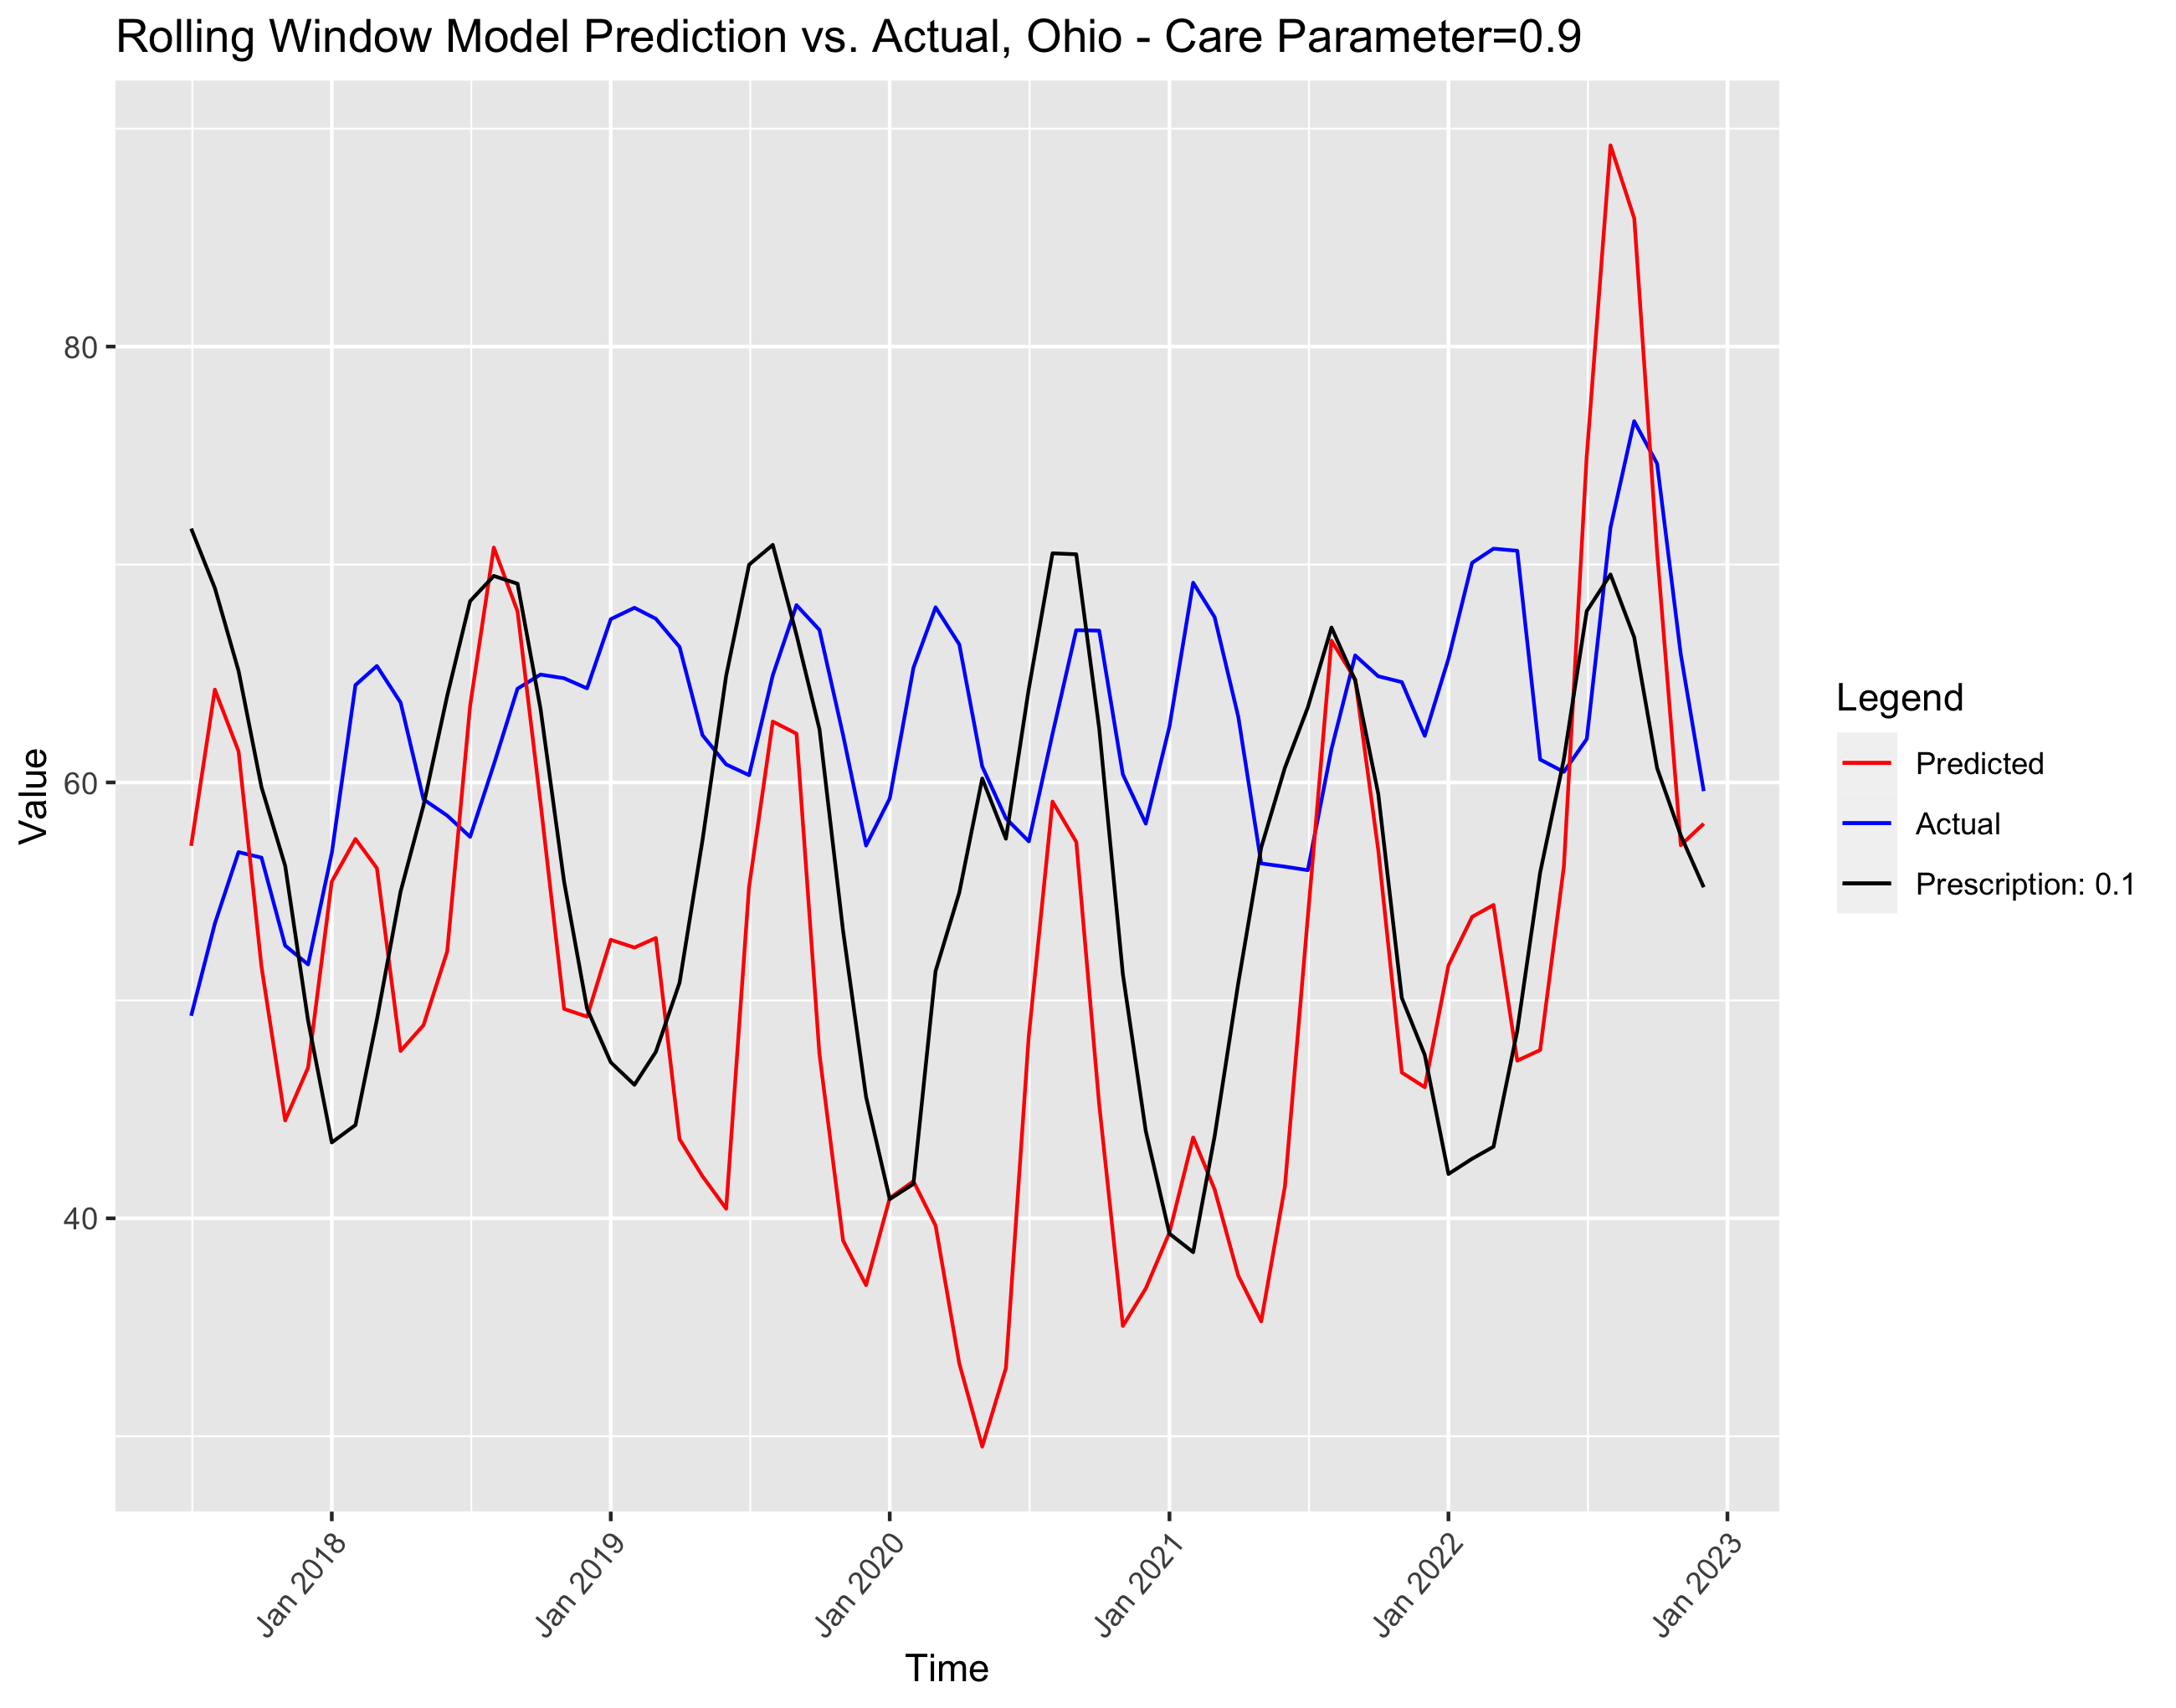 Rolling Window Model Prediction vs. Actual, Ohio - Care Parameter=0.9
Value
80
60
40
Jan 2018
Jan 2019
Jan 2020
Jan 2021
Jan 2022
Jan 2023
Time
Legend
Predicted
Actual
Prescription: 0.1